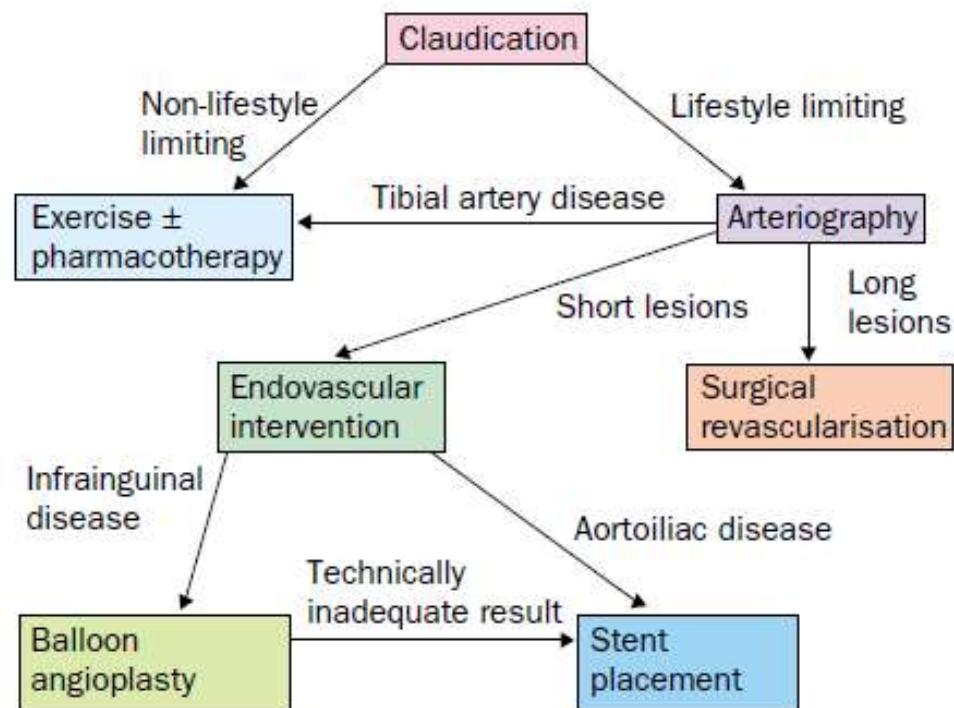 Claudication
Non-lifestyle
limiting
Lifestyle limiting
Exercise ±
pharmacotherapy
Tibial artery disease
Arteriography
Short lesions
Long
lesions
Endovascular
intervention
Surgical
revascularisation
Infrainguinal
disease
Aortoiliac disease
Technically
inadequate result
Balloon
angioplasty
Stent
placement